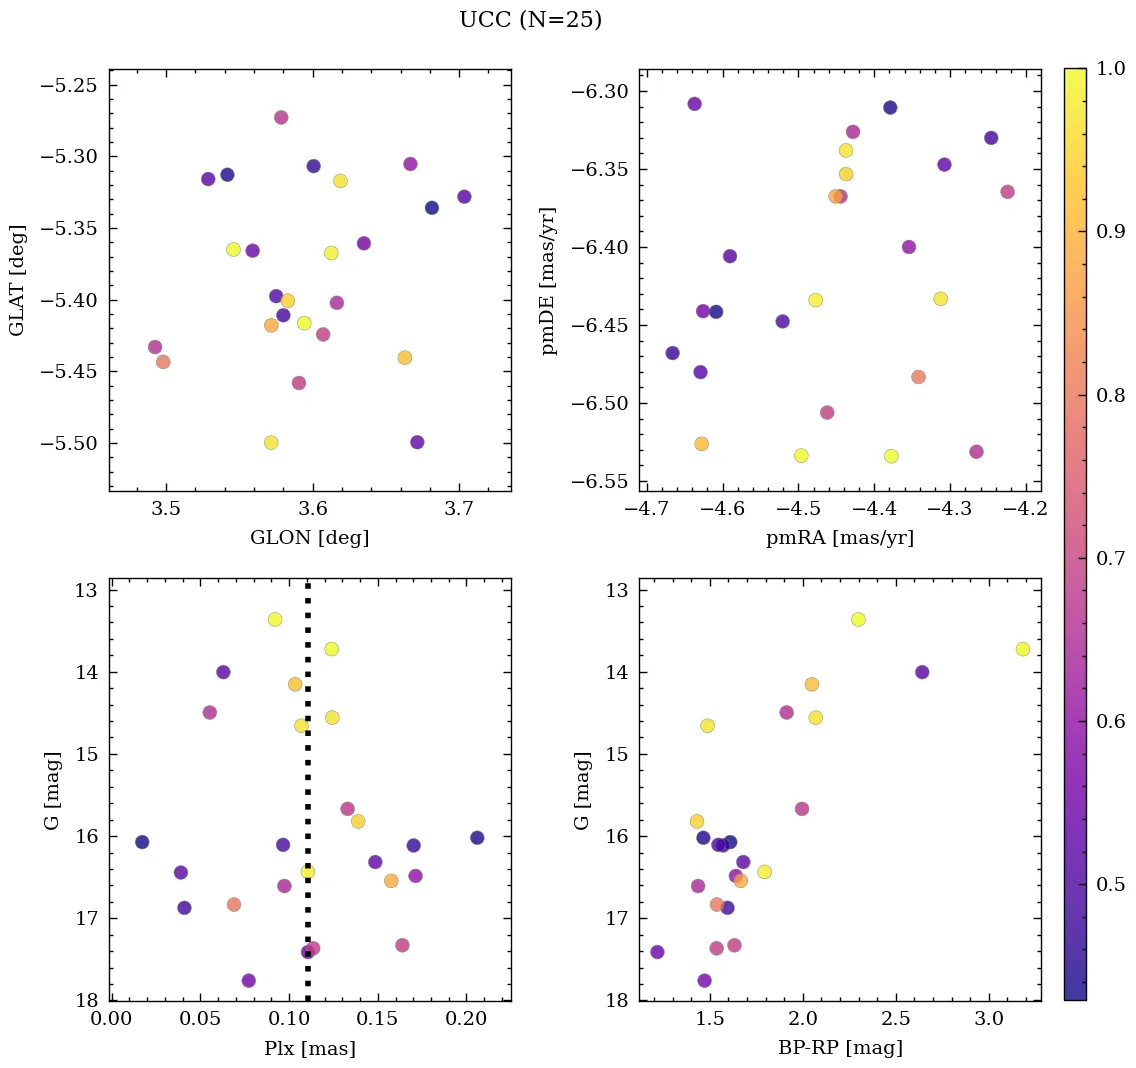 UCC (N=25)
−5.25
−5.30
−5.35
−5.40
−5.45
−5.50
GLAT [deg]
3.5 3.6 3.7
GLON [deg]
−6.30
−6.35
−6.40
−6.45
−6.50
−6.55
pmDE [mas/yr]
−4.7 −4.6 −4.5 −4.4 −4.3 −4.2
pmRA [mas/yr]
13
14
15
16
17
18
G [mag]
0.00 0.05 0.10 0.15 0.20
Plx [mas]
13
14
15
16
17
18
G [mag]
1.5 2.0 2.5 3.0
BP-RP [mag]
1.0
0.9
0.8
0.7
0.6
0.5